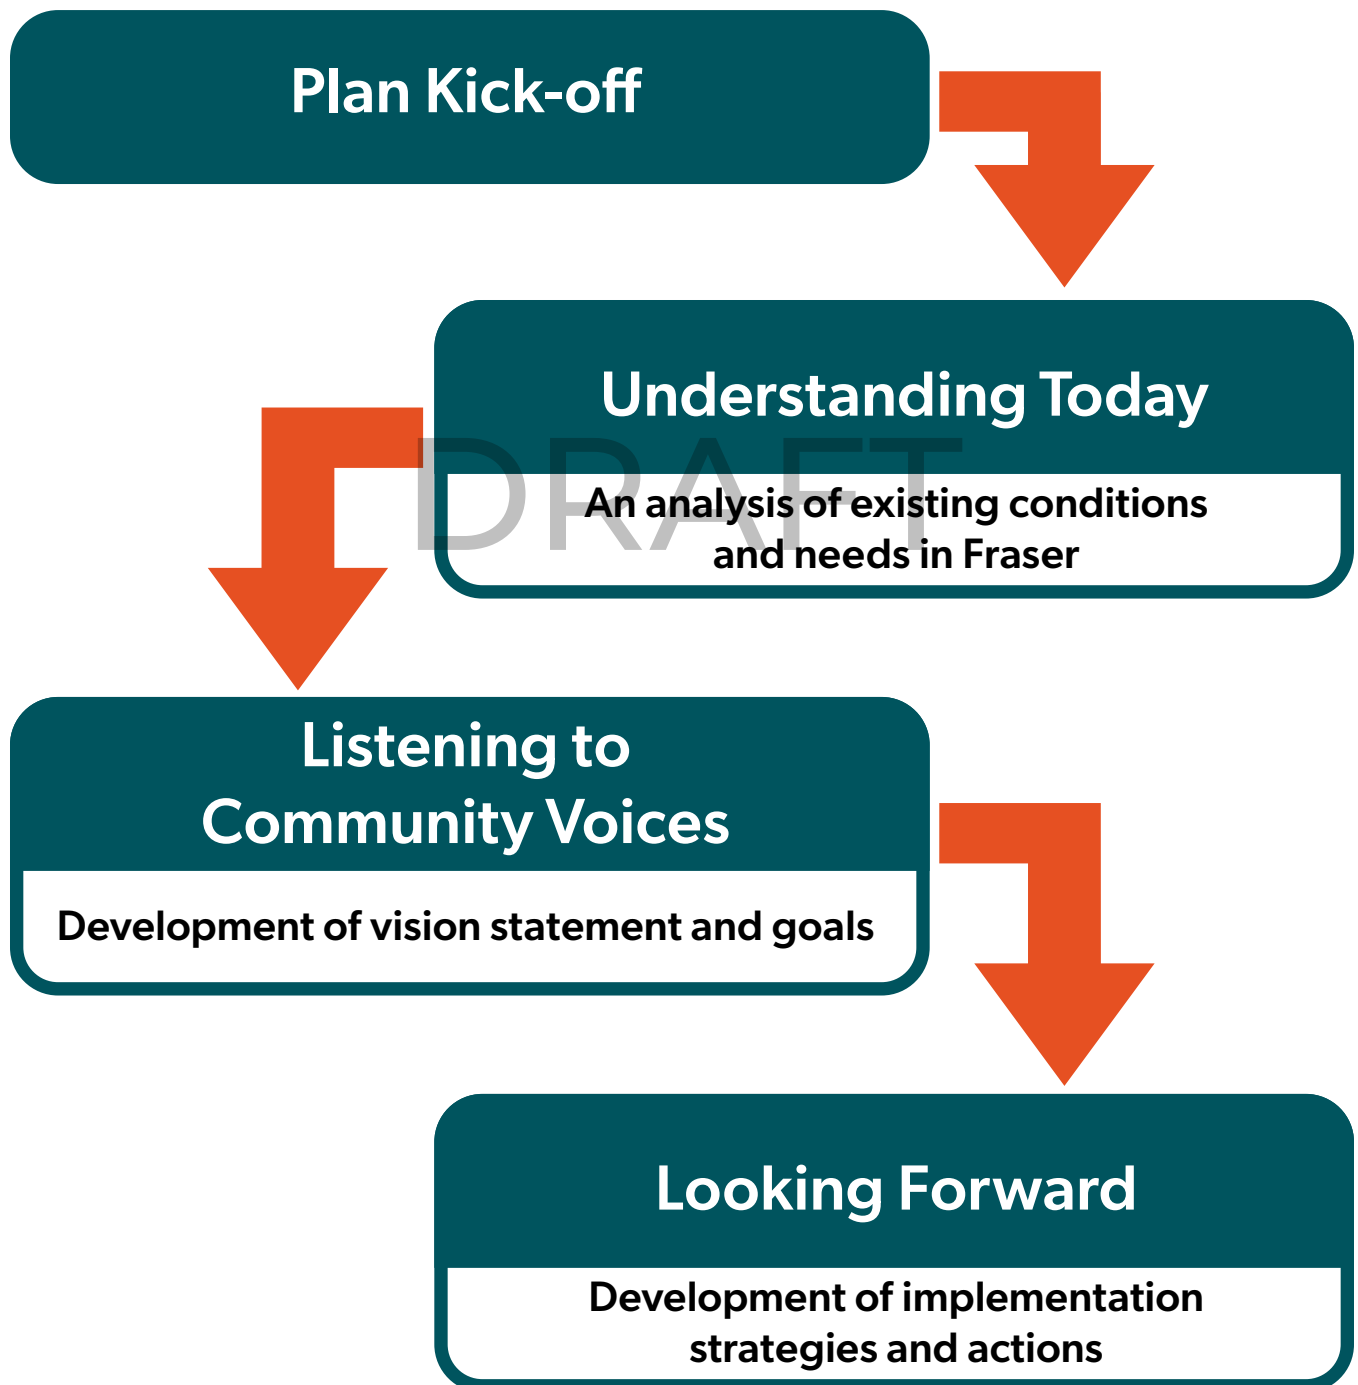 Plan Kick-off
Understanding Today
DRAFT
An analysis of existing conditions
and needs in Fraser
Listening to
Community Voices
Development of vision statement and goals
Looking Forward
Development of implementation
strategies and actions